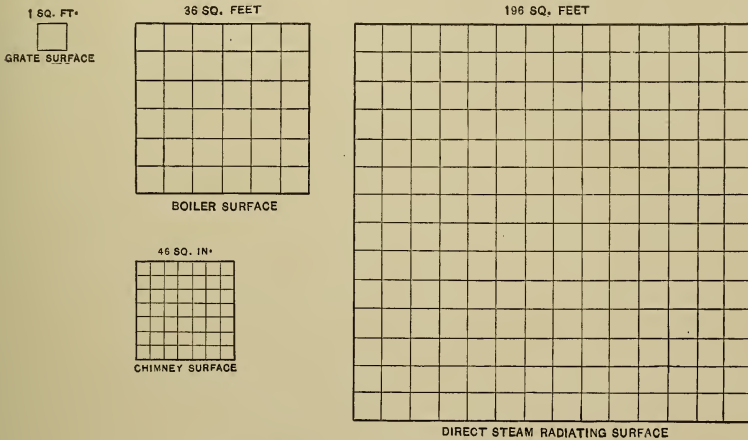 1 SQ. FT.
GRATE SURFACE
36 SQ. FEET
BOILER SURFACE
46 SQ. IN.
CHIMNEY SURFACE
196 SQ. FEET
DIRECT STEAM RADIATING SURFACE